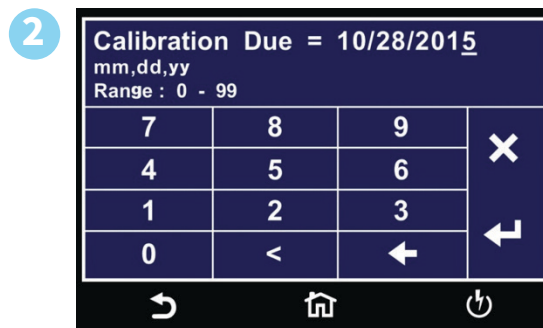 2
Calibration Due = 10/28/2015
mm,dd,yy
Range : 0 - 99
7 8 9
4 5 6
1 2 3
0 <